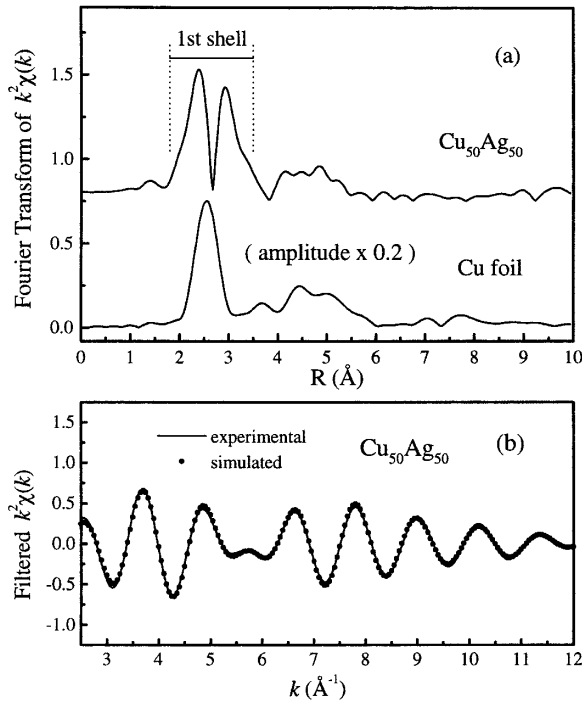 1st shell
(a)
Cu₅₀Ag₅₀
( amplitude x 0.2 )
Cu foil
Fourier Transform of k²χ(k)
1.5
1.0
0.5
0.0
0 1 2 3 4 5 6 7 8 9 10
R (Å)
experimental
simulated
Cu₅₀Ag₅₀
(b)
Filtered k²χ(k)
1.5
1.0
0.5
0.0
-0.5
-1.0
3 4 5 6 7 8 9 10 11 12
k (Å⁻¹)